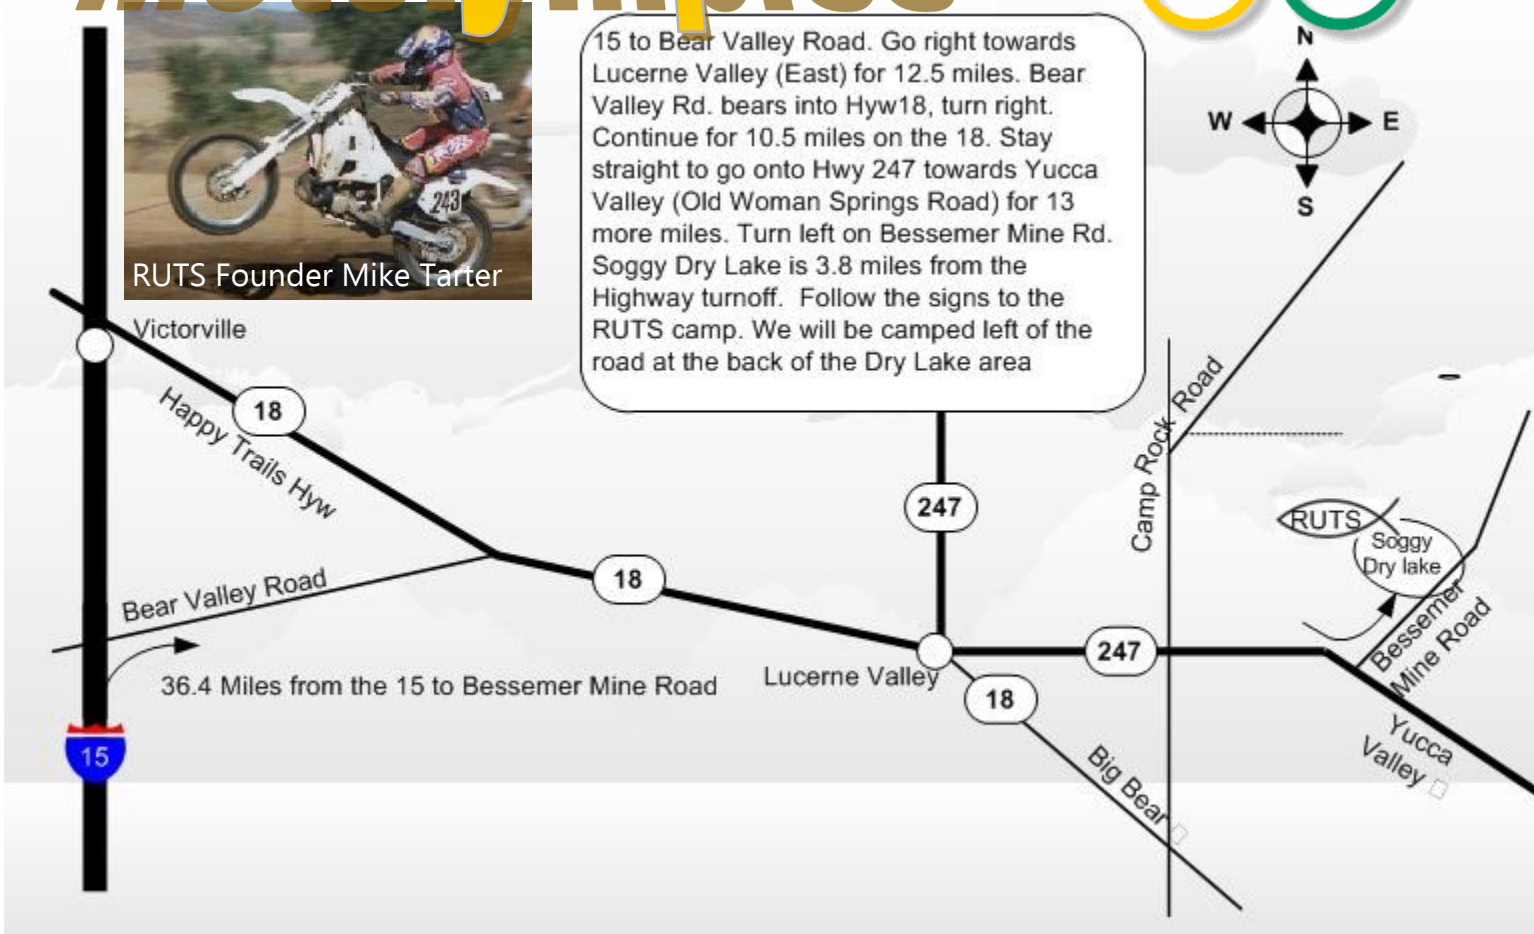 15 to Bear Valley Road. Go right towards
Lucerne Valley (East) for 12.5 miles. Bear
Valley Rd. bears into Hyw18, turn right.
Continue for 10.5 miles on the 18. Stay
straight to go onto Hwy 247 towards Yucca
Valley (Old Woman Springs Road) for 13
more miles. Turn left on Bessemer Mine Rd.
Soggy Dry Lake is 3.8 miles from the
Highway turnoff.  Follow the signs to the
RUTS camp. We will be camped left of the
road at the back of the Dry Lake area
N
W
E
S
243
RUTS Founder Mike Tarter
Victorville
18
Happy Trails Hyw
Bear Valley Road
18
247
Camp Rock Road
RUTS
Soggy
Dry lake
Bessemer
Mine Road
36.4 Miles from the 15 to Bessemer Mine Road
Lucerne Valley
247
18
15
Big Bear
Yucca
Valley